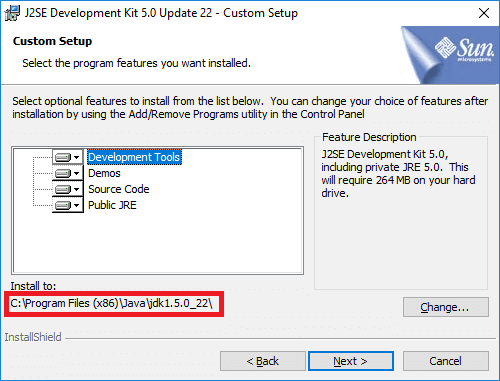 J2SE Development Kit 5.0 Update 22 - Custom Setup
Custom Setup
Select the program features you want installed.
Sun
microsystems
Select optional features to install from the list below.  You can change your choice of features after
installation by using the Add/Remove Programs utility in the Control Panel
Development Tools
Demos
Source Code
Public JRE
Feature Description
J2SE Development Kit 5.0,
including private JRE 5.0.  This
will require 264 MB on your hard
drive.
Install to:
C:\Program Files (x86)\Java\jdk1.5.0_22\
Change...
InstallShield
< Back
Next >
Cancel